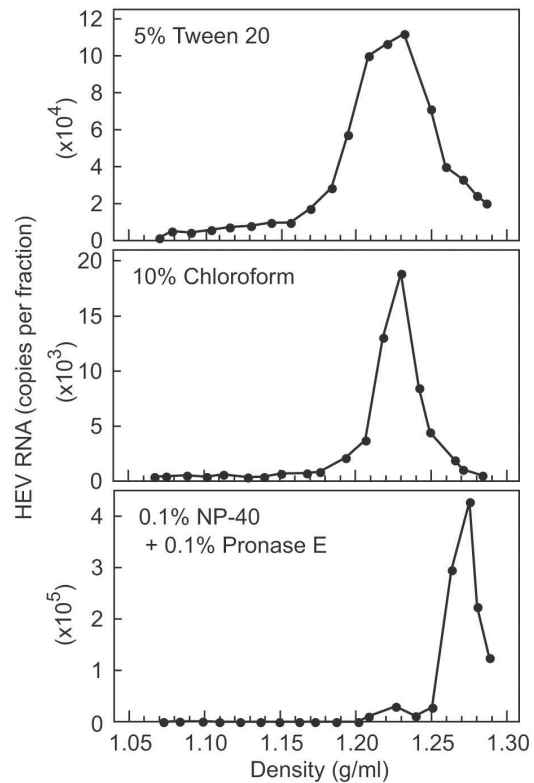 HEV RNA (copies per fraction)
5% Tween 20
(x10⁴)
12
10
8
6
4
2
0
10% Chloroform
(x10³)
20
15
10
5
0
0.1% NP-40
+ 0.1% Pronase E
(x10⁵)
4
3
2
1
0
1.05 1.10 1.15 1.20 1.25 1.30
Density (g/ml)